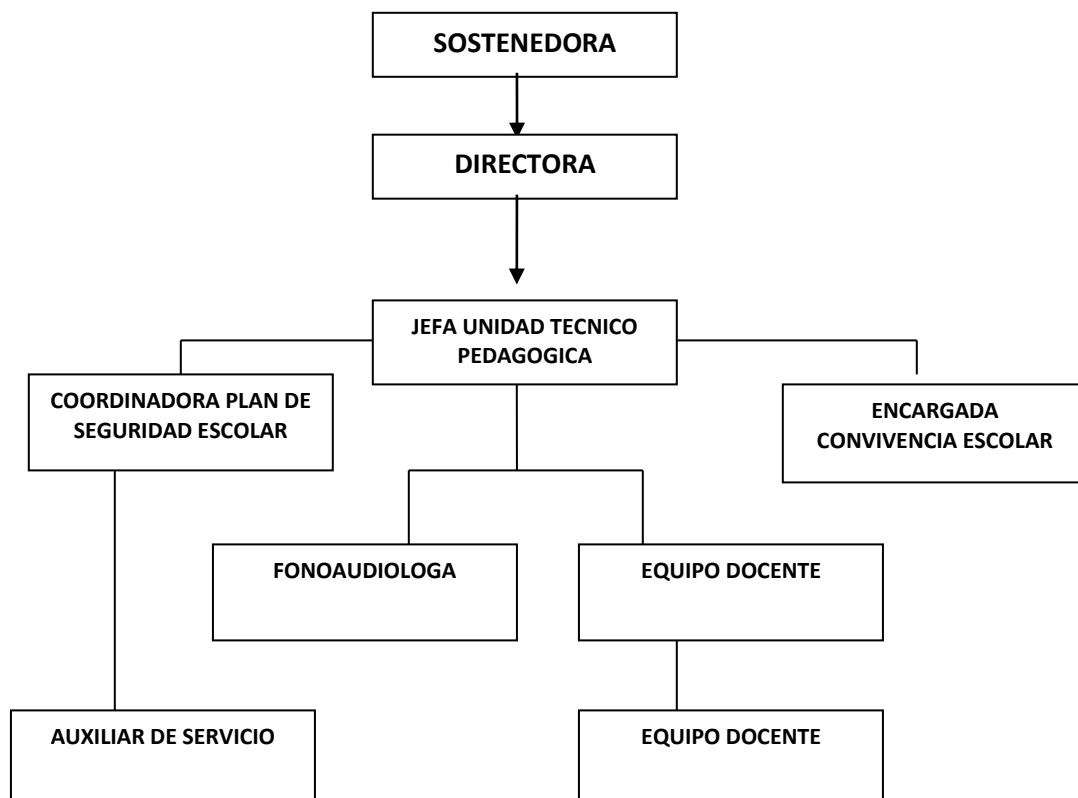 SOSTENEDORA
DIRECTORA
JEFA UNIDAD TECNICO
PEDAGOGICA
COORDINADORA PLAN DE
SEGURIDAD ESCOLAR
ENCARGADA
CONVIVENCIA ESCOLAR
FONOAUDIOLOGA
EQUIPO DOCENTE
AUXILIAR DE SERVICIO
EQUIPO DOCENTE